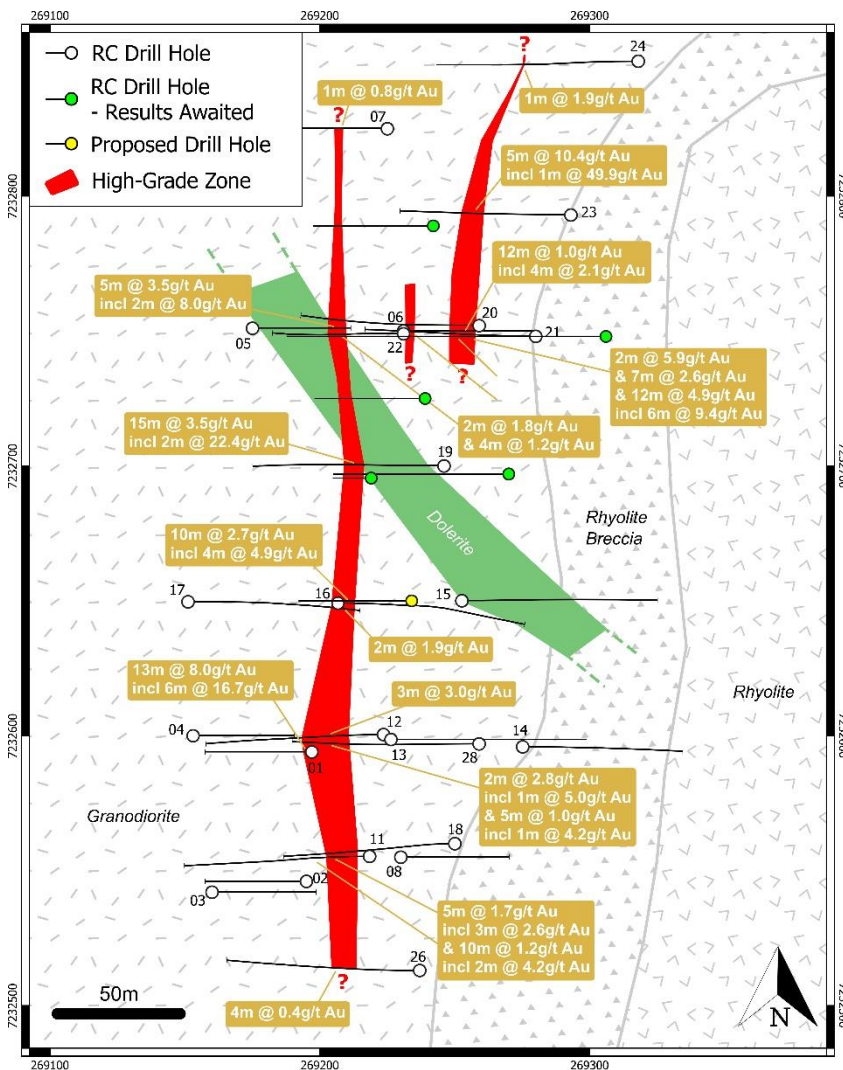 269100
269200
269300
RC Drill Hole
RC Drill Hole
- Results Awaited
Proposed Drill Hole
High-Grade Zone
?
24
1m @ 0.8g/t Au
1m @ 1.9g/t Au
?
07
7232800
7232800
5m @ 10.4g/t Au
incl 1m @ 49.9g/t Au
23
12m @ 1.0g/t Au
incl 4m @ 2.1g/t Au
5m @ 3.5g/t Au
incl 2m @ 8.0g/t Au
20
06
21
05
22
?
?
2m @ 5.9g/t Au
& 7m @ 2.6g/t Au
& 12m @ 4.9g/t Au
incl 6m @ 9.4g/t Au
2m @ 1.8g/t Au
& 4m @ 1.2g/t Au
15m @ 3.5g/t Au
incl 2m @ 22.4g/t Au
19
7232700
7232700
Dolerite
Rhyolite
Breccia
10m @ 2.7g/t Au
incl 4m @ 4.9g/t Au
17
16
15
2m @ 1.9g/t Au
13m @ 8.0g/t Au
incl 6m @ 16.7g/t Au
3m @ 3.0g/t Au
Rhyolite
04
12
14
7232600
7232600
01
13
28
2m @ 2.8g/t Au
incl 1m @ 5.0g/t Au
& 5m @ 1.0g/t Au
incl 1m @ 4.2g/t Au
Granodiorite
11
18
08
02
03
5m @ 1.7g/t Au
incl 3m @ 2.6g/t Au
& 10m @ 1.2g/t Au
incl 2m @ 4.2g/t Au
26
?
50m
4m @ 0.4g/t Au
N
7232500
7232500
269100
269200
269300